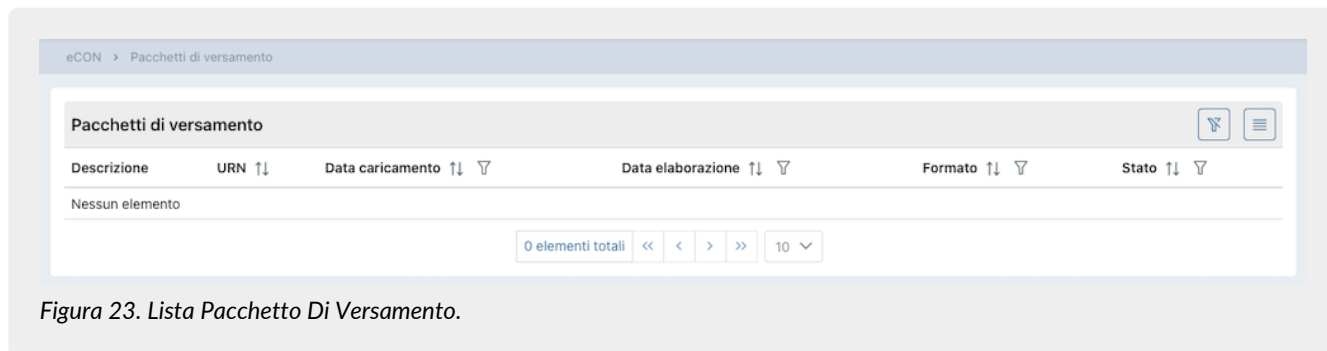 eCON > Pacchetti di versamento
Pacchetti di versamento
Descrizione URN Data caricamento Data elaborazione Formato Stato
Nessun elemento
0 elementi totali << < > >> 10
Figura 23. Lista Pacchetto Di Versamento.